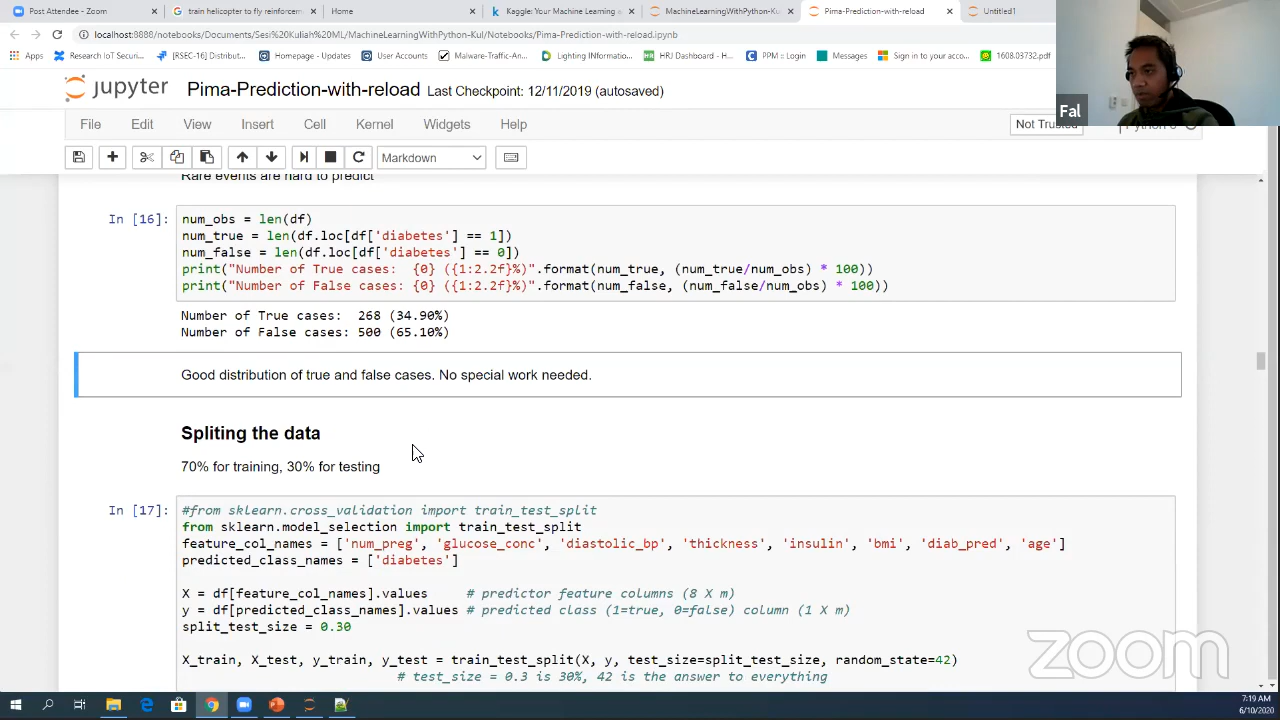 Post Attendee - Zoom
train helicopter to fly reinforcem
Home
Kaggle: Your Machine Learning a
MachineLearningWithPython-Kul
Pima-Prediction-with-reload
Untitled1
localhost:8888/notebooks/Documents/Sesi%20Kuliah%20ML/MachineLearningWithPython-Kul/Notebooks/Pima-Prediction-with-reload.ipynb
Apps
Research IoT Securi...
[RSEC-16] Distribut...
Homepage - Updates
User Accounts
Malware-Traffic-An...
Lighting INformatio...
HRJ Dashboard - H...
PPM :: Login
Messages
Sign in to your acco...
1608.03732.pdf
jupyter
Pima-Prediction-with-reload Last Checkpoint: 12/11/2019 (autosaved)
Fal
File Edit View Insert Cell Kernel Widgets Help
Not Trusted
Markdown
Rare events are hard to predict
In [16]:
num_obs = len(df)
num_true = len(df.loc[df['diabetes'] == 1])
num_false = len(df.loc[df['diabetes'] == 0])
print("Number of True cases:  {0} ({1:2.2f}%)".format(num_true, (num_true/num_obs) * 100))
print("Number of False cases: {0} ({1:2.2f}%)".format(num_false, (num_false/num_obs) * 100))
Number of True cases:  268 (34.90%)
Number of False cases: 500 (65.10%)
Good distribution of true and false cases. No special work needed.
Spliting the data
70% for training, 30% for testing
In [17]:
#from sklearn.cross_validation import train_test_split
from sklearn.model_selection import train_test_split
feature_col_names = ['num_preg', 'glucose_conc', 'diastolic_bp', 'thickness', 'insulin', 'bmi', 'diab_pred', 'age']
predicted_class_names = ['diabetes']
X = df[feature_col_names].values     # predictor feature columns (8 X m)
y = df[predicted_class_names].values # predicted class (1=true, 0=false) column (1 X m)
split_test_size = 0.30
X_train, X_test, y_train, y_test = train_test_split(X, y, test_size=split_test_size, random_state=42)
# test_size = 0.3 is 30%, 42 is the answer to everything
zoom
7:19 AM
6/10/2020